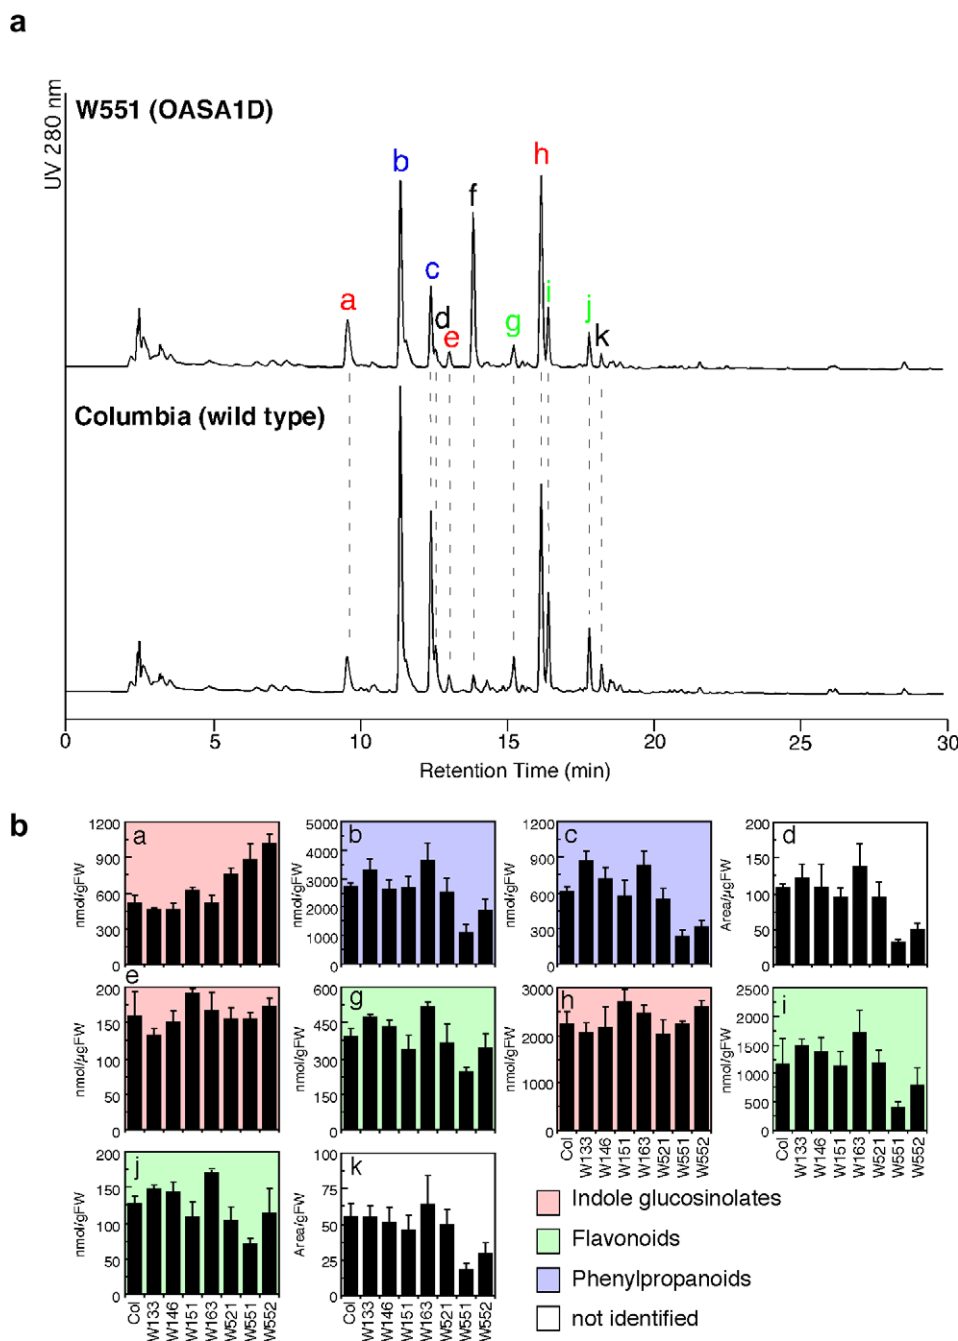 a
UV 280 nm
W551 (OASA1D)
a
b
c
d
e
f
g
h
i
j
k
Columbia (wild type)
0 5 10 15 20 25 30
Retention Time (min)
b
a
nmol/gFW
1200
900
600
300
0
b
nmol/gFW
5000
4000
3000
2000
1000
0
c
nmol/gFW
1200
900
600
300
0
d
Area/µgFW
200
150
100
50
0
e
nmol/µgFW
200
150
100
50
0
g
nmol/gFW
600
450
300
150
0
h
nmol/gFW
3000
2000
1000
0
i
nmol/gFW
2500
2000
1500
1000
500
0
j
nmol/gFW
200
150
100
50
0
k
Area/gFW
100
75
50
25
0
Col W133 W146 W151 W163 W521 W551 W552
Col W133 W146 W151 W163 W521 W551 W552
Col W133 W146 W151 W163 W521 W551 W552
Col W133 W146 W151 W163 W521 W551 W552
Indole glucosinolates
Flavonoids
Phenylpropanoids
not identified